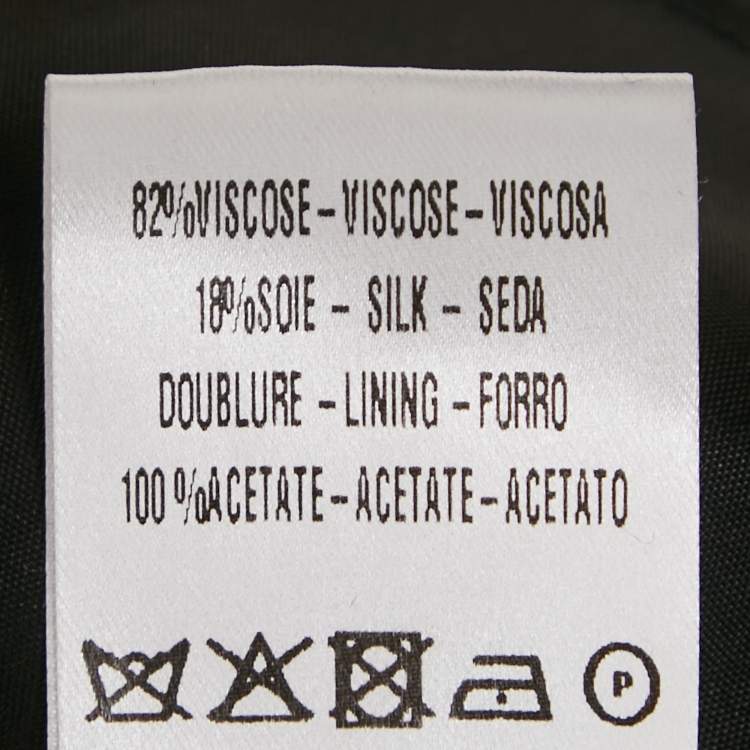 82%VISCOSE-VISCOSE-VISCOSA
18%SOIE - SILK - SEDA
DOUBLURE -LINING -FORRO
100 %ACETATE-ACETATE-ACETATO
P